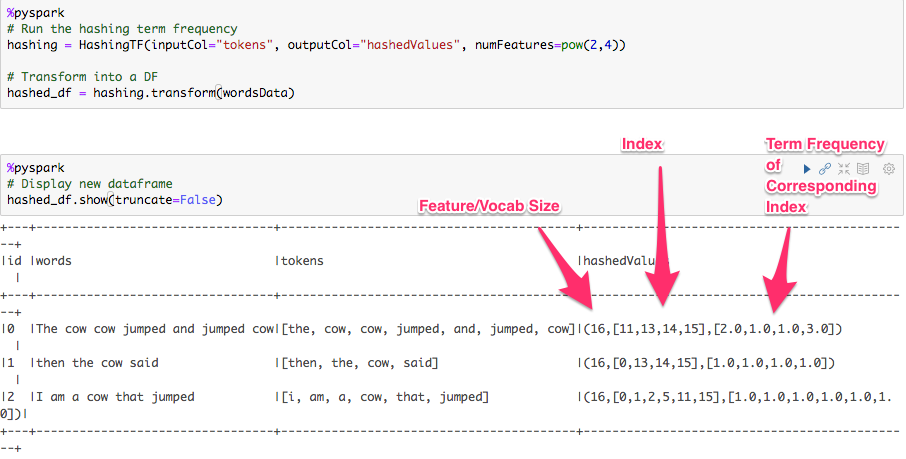 %pyspark
# Run the hashing term frequency
hashing = HashingTF(inputCol="tokens", outputCol="hashedValues", numFeatures=pow(2,4))
# Transform into a DF
hashed_df = hashing.transform(wordsData)
%pyspark
# Display new dataframe
hashed_df.show(truncate=False)
Feature/Vocab Size
Index
Term Frequency
of
Corresponding
Index
+---+----------------------------------+------------------------------------------+---------------------------------------------
--+
|id |words |tokens |hashedValu
|
+---+----------------------------------+------------------------------------------+---------------------------------------------
--+
|0 |The cow cow jumped and jumped cow|[the, cow, cow, jumped, and, jumped, cow]|(16,[11,13,14,15],[2.0,1.0,1.0,3.0])
|
|1 |then the cow said |[then, the, cow, said] |(16,[0,13,14,15],[1.0,1.0,1.0,1.0])
|
|2 |I am a cow that jumped |[i, am, a, cow, that, jumped] |(16,[0,1,2,5,11,15],[1.0,1.0,1.0,1.0,1.0,1.
0])|
+---+----------------------------------+------------------------------------------+---------------------------------------------
--+